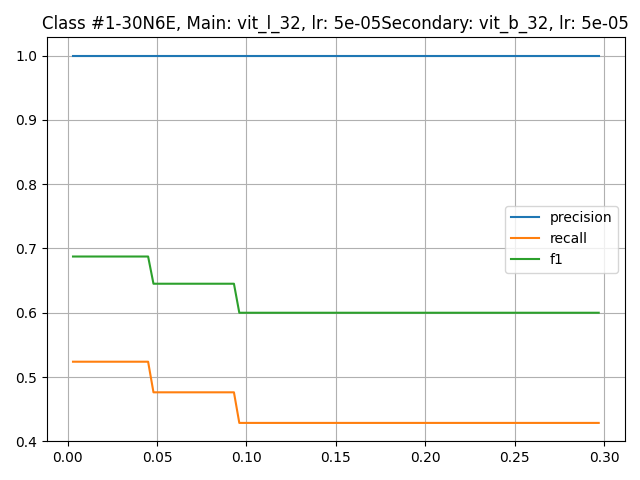 Class #1-30N6E, Main: vit_l_32, lr: 5e-05Secondary: vit_b_32, lr: 5e-05
1.0
0.9
0.8
0.7
0.6
0.5
0.4
precision
recall
f1
0.00 0.05 0.10 0.15 0.20 0.25 0.30